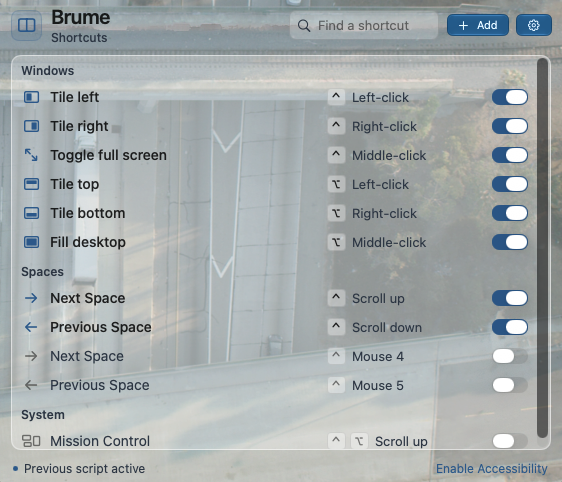 Brume
Shortcuts
Find a shortcut
+ Add
Windows
Tile left ^ Left-click
Tile right ^ Right-click
Toggle full screen ^ Middle-click
Tile top ⌥ Left-click
Tile bottom ⌥ Right-click
Fill desktop ⌥ Middle-click
Spaces
Next Space ^ Scroll up
Previous Space ^ Scroll down
Next Space ^ Mouse 4
Previous Space ^ Mouse 5
System
Mission Control ^ ⌥ Scroll up
Previous script active
Enable Accessibility